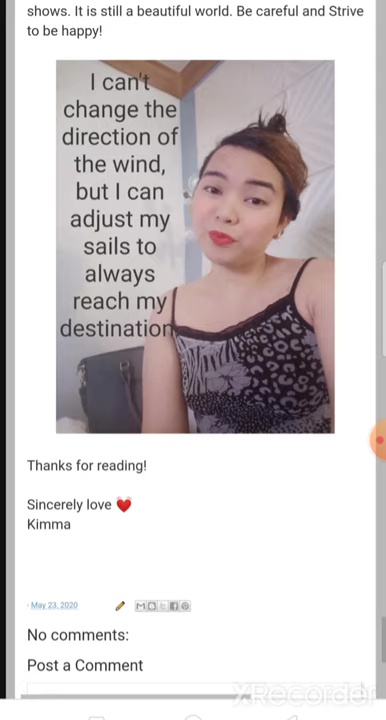 shows. It is still a beautiful world. Be careful and Strive
to be happy!
I can't
change the
direction of
the wind,
but I can
adjust my
sails to
always
reach my
destination
Thanks for reading!
Sincerely love ❤️
Kimma
- May 23, 2020
No comments:
Post a Comment
XRecorder